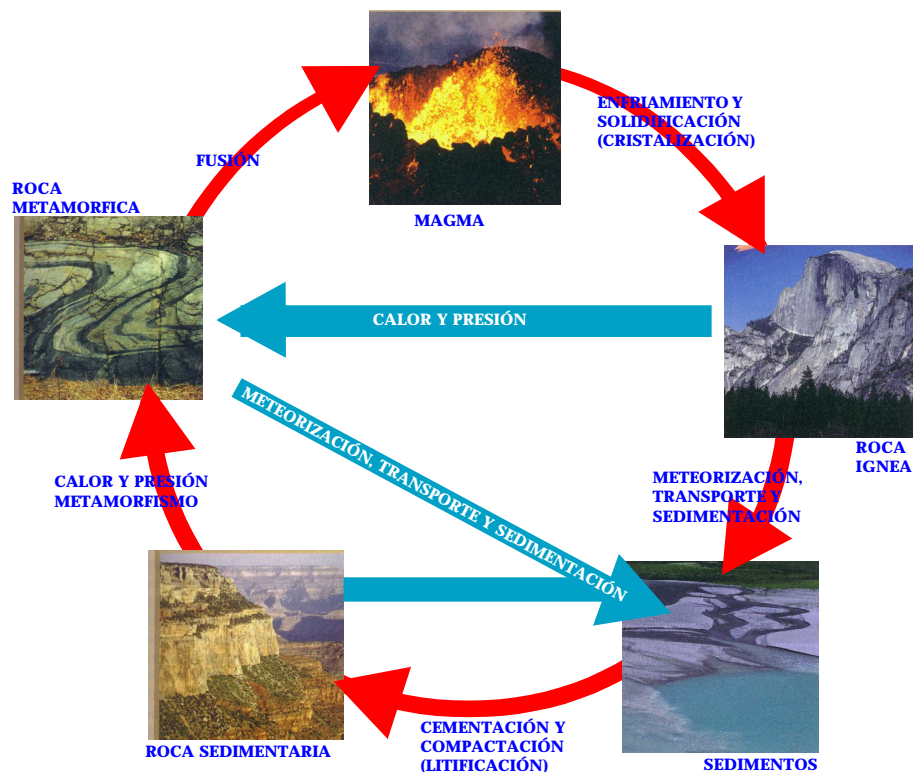 ENFRIAMIENTO Y
SOLIDIFICACIÓN
(CRISTALIZACIÓN)
FUSIÓN
ROCA
METAMORFICA
MAGMA
CALOR Y PRESIÓN
METEORIZACIÓN, TRANSPORTE Y SEDIMENTACIÓN
ROCA
IGNEA
CALOR Y PRESIÓN
METAMORFISMO
METEORIZACIÓN,
TRANSPORTE Y
SEDIMENTACIÓN
CEMENTACIÓN Y
COMPACTACIÓN
(LITIFICACIÓN)
ROCA SEDIMENTARIA
SEDIMENTOS